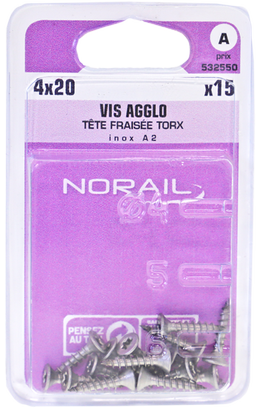 A
prix
532550
4x20
x15
VIS AGGLO
TÊTE FRAISÉE TORX
inox A2
NORAIL
PENSEZ
AU T